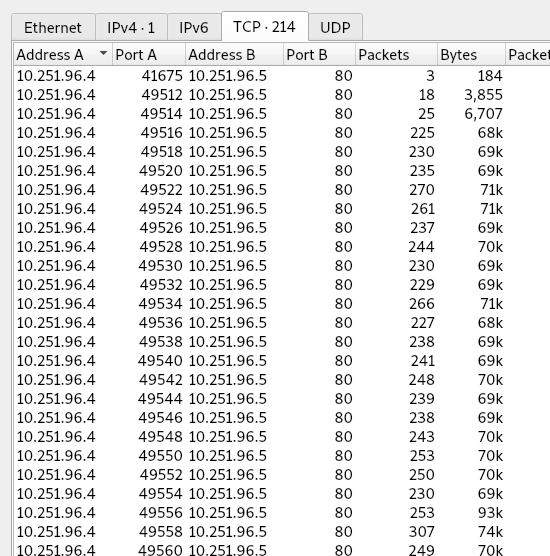 Ethernet IPv4 · 1 IPv6 TCP · 214 UDP
Address A Port A Address B Port B Packets Bytes Packet
10.251.96.4 41675 10.251.96.5 80 3 184
10.251.96.4 49512 10.251.96.5 80 18 3,855
10.251.96.4 49514 10.251.96.5 80 25 6,707
10.251.96.4 49516 10.251.96.5 80 225 68k
10.251.96.4 49518 10.251.96.5 80 230 69k
10.251.96.4 49520 10.251.96.5 80 235 69k
10.251.96.4 49522 10.251.96.5 80 270 71k
10.251.96.4 49524 10.251.96.5 80 261 71k
10.251.96.4 49526 10.251.96.5 80 237 69k
10.251.96.4 49528 10.251.96.5 80 244 70k
10.251.96.4 49530 10.251.96.5 80 230 69k
10.251.96.4 49532 10.251.96.5 80 229 69k
10.251.96.4 49534 10.251.96.5 80 266 71k
10.251.96.4 49536 10.251.96.5 80 227 68k
10.251.96.4 49538 10.251.96.5 80 238 69k
10.251.96.4 49540 10.251.96.5 80 241 69k
10.251.96.4 49542 10.251.96.5 80 248 70k
10.251.96.4 49544 10.251.96.5 80 239 69k
10.251.96.4 49546 10.251.96.5 80 238 69k
10.251.96.4 49548 10.251.96.5 80 243 70k
10.251.96.4 49550 10.251.96.5 80 253 70k
10.251.96.4 49552 10.251.96.5 80 250 70k
10.251.96.4 49554 10.251.96.5 80 230 69k
10.251.96.4 49556 10.251.96.5 80 253 93k
10.251.96.4 49558 10.251.96.5 80 307 74k
10.251.96.4 49560 10.251.96.5 80 249 70k